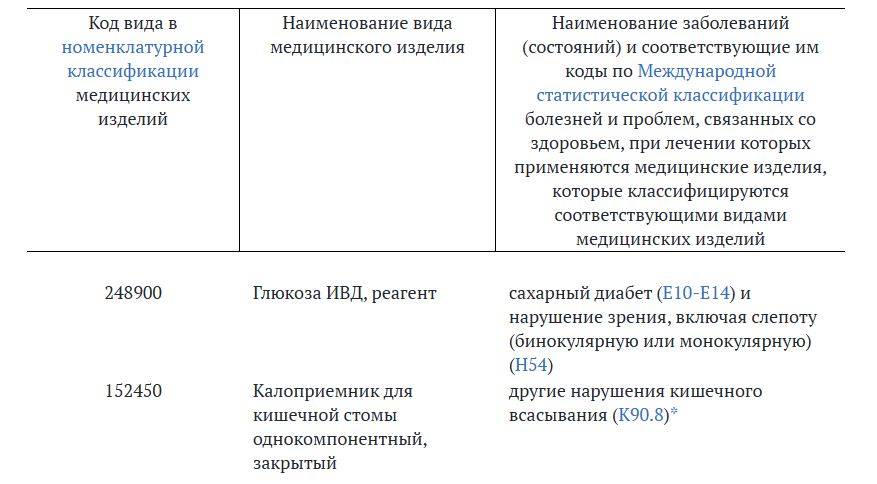 Код вида в
номенклатурной
классификации
медицинских
изделий
Наименование вида
медицинского изделия
Наименование заболеваний
(состояний) и соответствующие им
коды по Международной
статистической классификации
болезней и проблем, связанных со
здоровьем, при лечении которых
применяются медицинские изделия,
которые классифицируются
соответствующими видами
медицинских изделий
248900
Глюкоза ИВД, реагент
сахарный диабет (E10-E14) и
нарушение зрения, включая слепоту
(бинокулярную или монокулярную)
(H54)
152450
Калоприемник для
кишечной стомы
однокомпонентный,
закрытый
другие нарушения кишечного
всасывания (K90.8)*